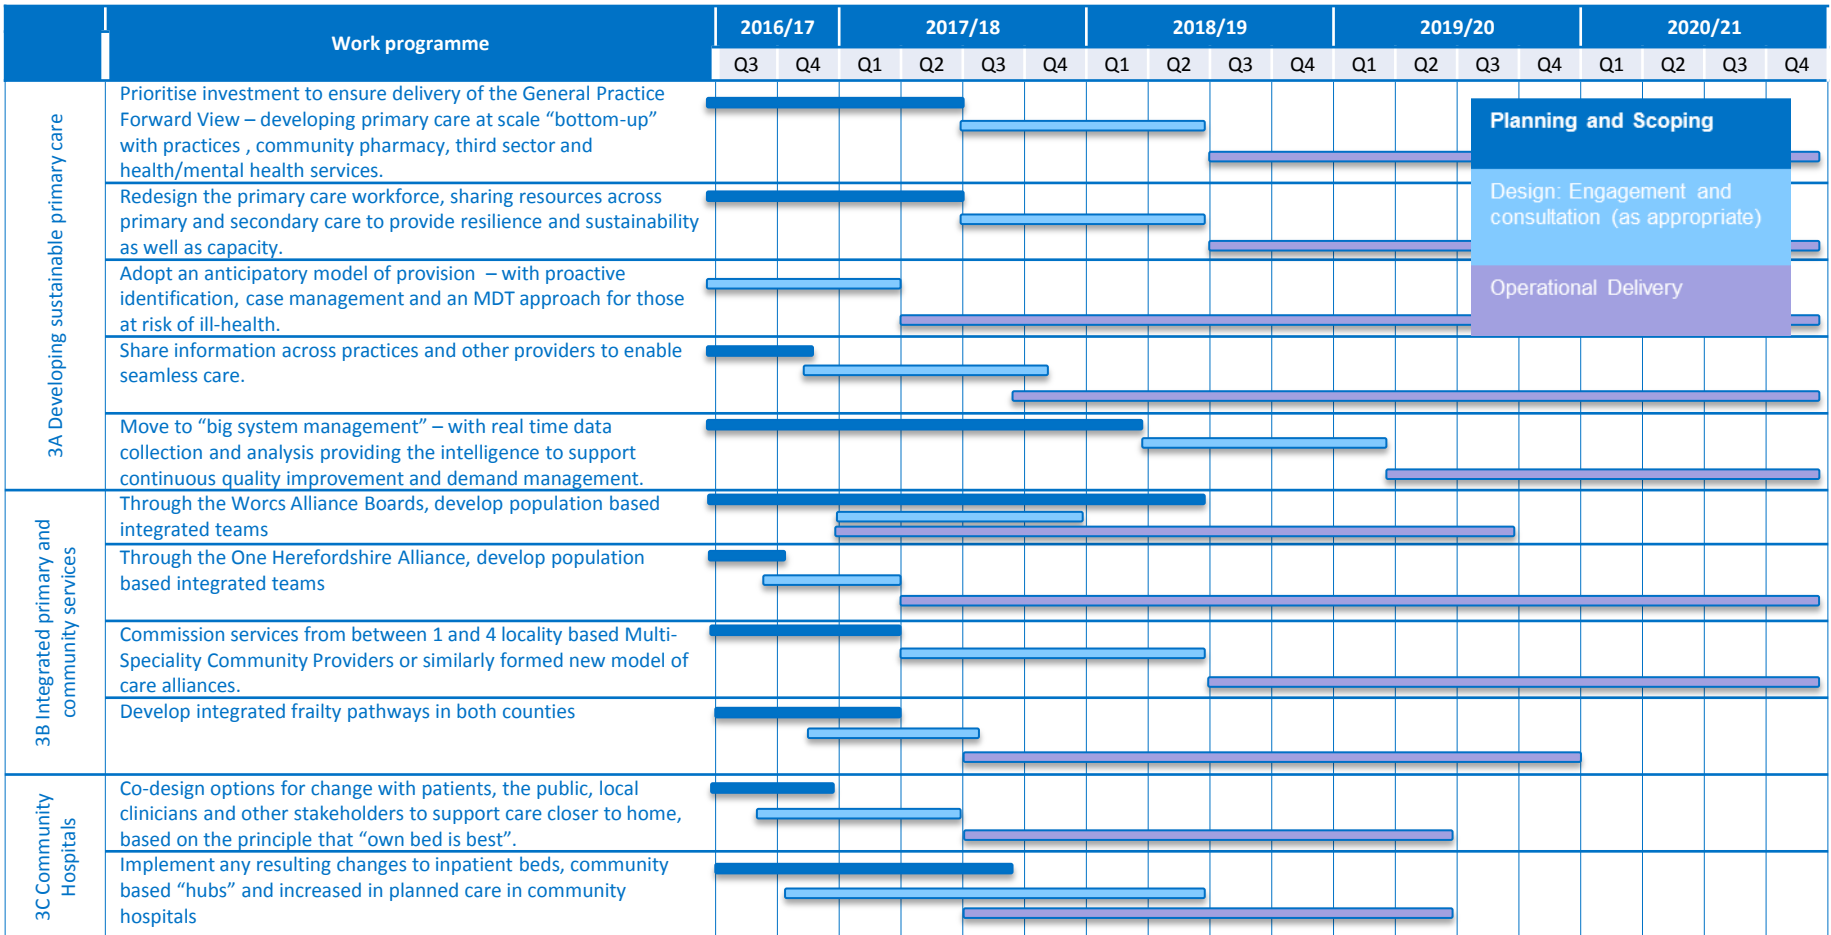 Work programme
2016/17 2017/18 2018/19 2019/20 2020/21
Q3 Q4 Q1 Q2 Q3 Q4 Q1 Q2 Q3 Q4 Q1 Q2 Q3 Q4 Q1 Q2 Q3 Q4
3A Developing sustainable primary care
Prioritise investment to ensure delivery of the General Practice
Forward View – developing primary care at scale “bottom-up”
with practices , community pharmacy, third sector and
health/mental health services.
Redesign the primary care workforce, sharing resources across
primary and secondary care to provide resilience and sustainability
as well as capacity.
Adopt an anticipatory model of provision – with proactive
identification, case management and an MDT approach for those
at risk of ill-health.
Share information across practices and other providers to enable
seamless care.
Move to “big system management” – with real time data
collection and analysis providing the intelligence to support
continuous quality improvement and demand management.
Planning and Scoping
Design: Engagement and
consultation (as appropriate)
Operational Delivery
3B Integrated primary and
community services
Through the Worcs Alliance Boards, develop population based
integrated teams
Through the One Herefordshire Alliance, develop population
based integrated teams
Commission services from between 1 and 4 locality based Multi-
Speciality Community Providers or similarly formed new model of
care alliances.
Develop integrated frailty pathways in both counties
3C Community
Hospitals
Co-design options for change with patients, the public, local
clinicians and other stakeholders to support care closer to home,
based on the principle that “own bed is best”.
Implement any resulting changes to inpatient beds, community
based “hubs” and increased in planned care in community
hospitals